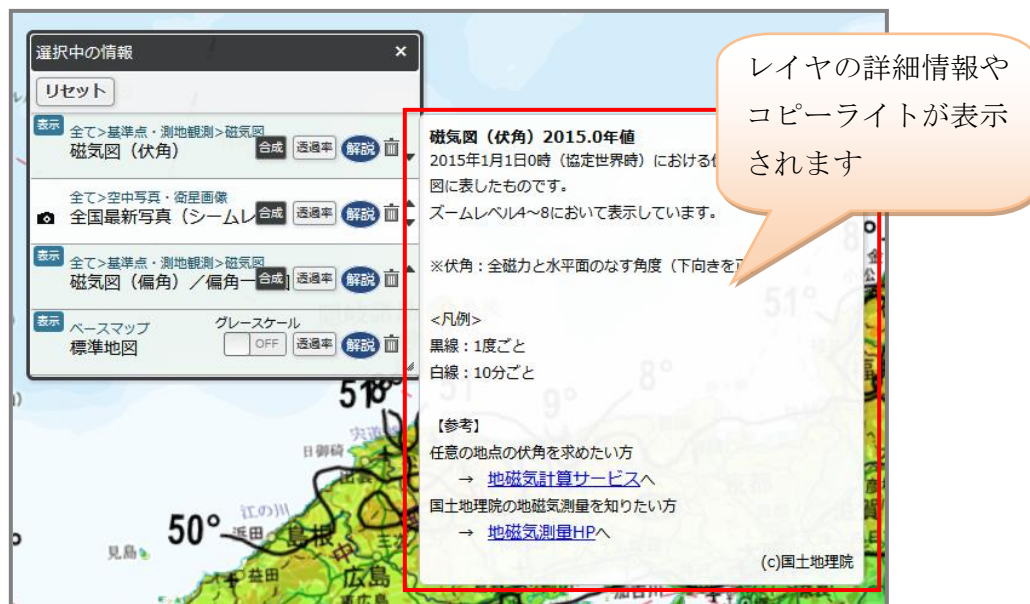 選択中の情報 ×
リセット
表示 全て>基準点・測地観測>磁気図
磁気図（伏角） 合成 透過率 解説
全て>空中写真・衛星画像
全国最新写真（シームレ 合成 透過率 解説
表示 全て>基準点・測地観測>磁気図
磁気図（偏角）／偏角一 合成 透過率 解説
表示 ベースマップ グレースケール
標準地図 OFF 透過率 解説
レイヤの詳細情報や
コピーライトが表示
されます
磁気図（伏角）2015.0年値
2015年1月1日0時（協定世界時）における
図に表したものです。
ズームレベル4～8において表示しています。
※伏角：全磁力と水平面のなす角度（下向きを
<凡例>
黒線：1度ごと
白線：10分ごと
【参考】
任意の地点の伏角を求めたい方
→ 地磁気計算サービスへ
国土地理院の地磁気測量を知りたい方
→ 地磁気測量HPへ
(c)国土地理院
51°
8°
9°
日御碕
江の川
50°
浜田
島根
見島
益田
中
広島